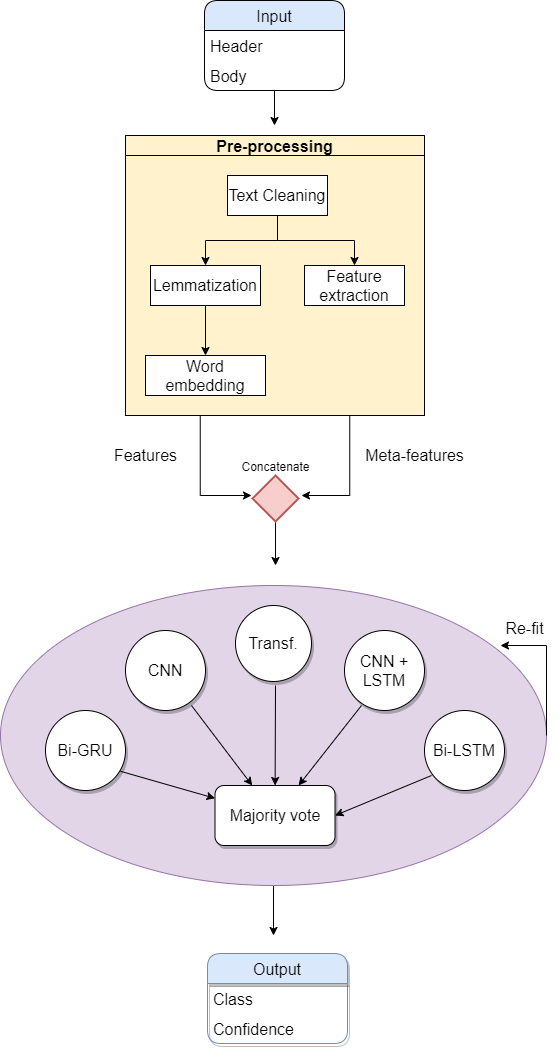 Input
Header
Body
Pre-processing
Text Cleaning
Lemmatization
Feature
extraction
Word
embedding
Features
Meta-features
Concatenate
Re-fit
Transf.
CNN
CNN +
LSTM
Bi-GRU
Bi-LSTM
Majority vote
Output
Class
Confidence